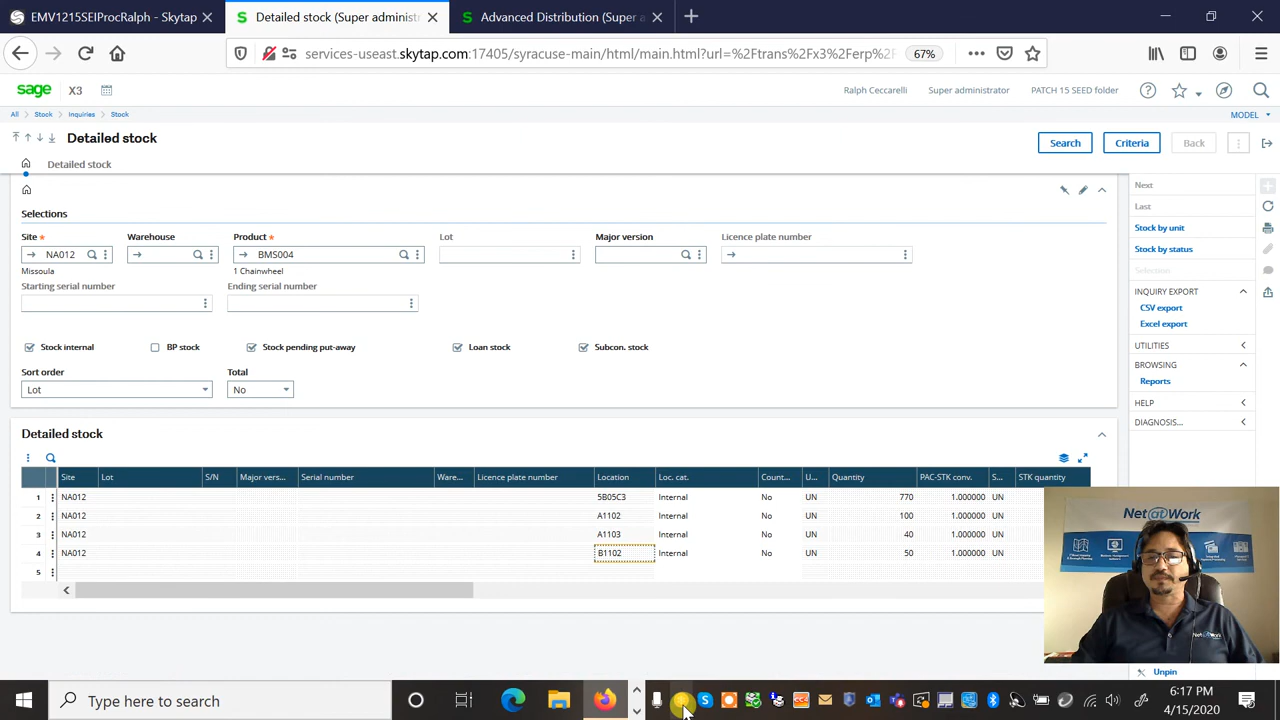 EMV1215SEIProcRalph - Skytap
Detailed stock (Super administr
Advanced Distribution (Super a
services-useast.skytap.com:17405/syracuse-main/html/main.html?url=%2Ftrans%2Fx3%2Ferp%2F
67%
sage X3
Ralph Ceccarelli Super administrator PATCH 15 SEED folder
All Stock Inquiries Stock
MODEL
Detailed stock
Search Criteria Back
Detailed stock
Next
Last
Stock by unit
Stock by status
Selection
INQUIRY EXPORT
CSV export
Excel export
UTILITIES
BROWSING
Reports
HELP
DIAGNOSIS...
Selections
Site * Warehouse Product * Lot Major version Licence plate number
NA012 BMS004
Missoula 1 Chainwheel
Starting serial number Ending serial number
Stock internal BP stock Stock pending put-away Loan stock Subcon. stock
Sort order Total
Lot No
Detailed stock
Site Lot S/N Major vers... Serial number Ware... Licence plate number Location Loc. cat. Count... U... Quantity PAC-STK conv. S... STK quantity
1 NA012 5B05C3 Internal No UN 770 1.000000 UN
2 NA012 A1102 Internal No UN 100 1.000000 UN
3 NA012 A1103 Internal No UN 40 1.000000 UN
4 NA012 B1102 Internal No UN 50 1.000000 UN
5
Net@Work
Net@Work
Unpin
Type here to search
6:17 PM
4/15/2020